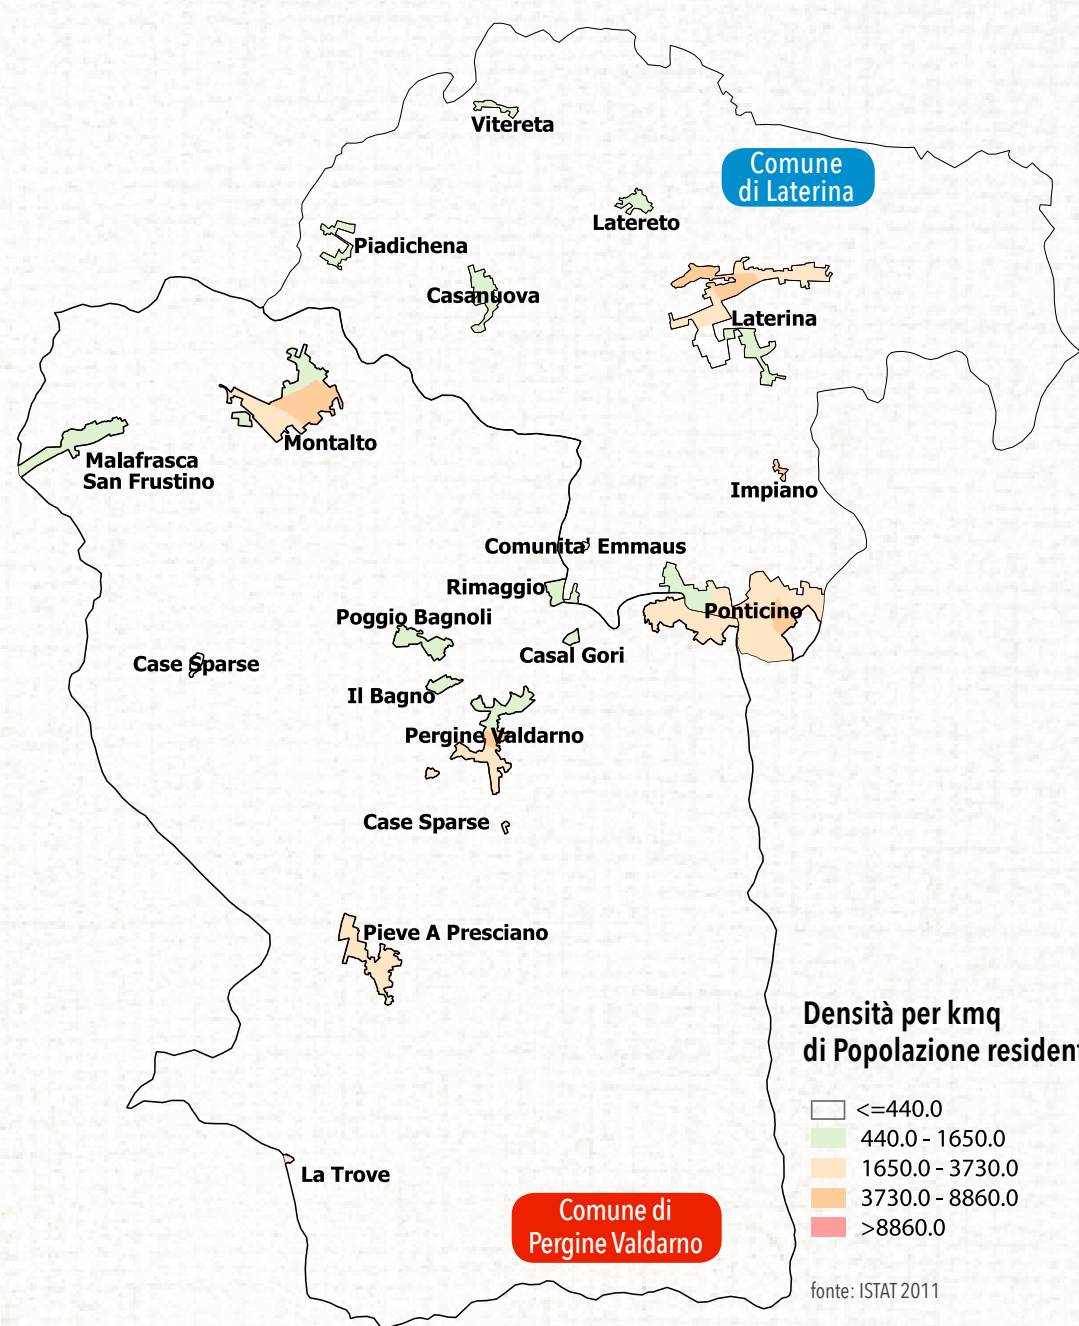 Vitereta
Comune
di Laterina
Latereto
Piadichena
Casanuova
Laterina
Montalto
Malafrasca
San Frustino
Impiano
Comunita' Emmaus
Rimaggio
Poggio Bagnoli
Ponticino
Casal Gori
Case Sparse
Il Bagno
Pergine Valdarno
Case Sparse
Pieve A Presciano
Densità per kmq
di Popolazione resident
<=440.0
440.0 - 1650.0
1650.0 - 3730.0
3730.0 - 8860.0
>8860.0
La Trove
Comune di
Pergine Valdarno
fonte: ISTAT 2011